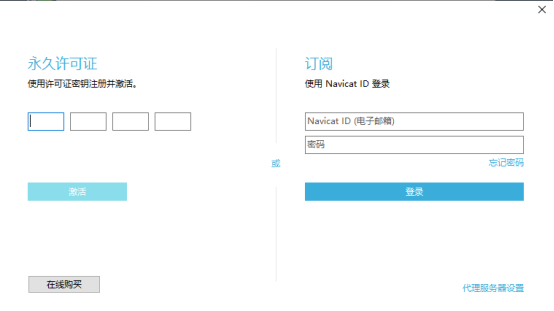 永久许可证
使用许可证密钥注册并激活。
激活
在线购买
或
订阅
使用 Navicat ID 登录
Navicat ID (电子邮箱)
密码
忘记密码
登录
代理服务器设置